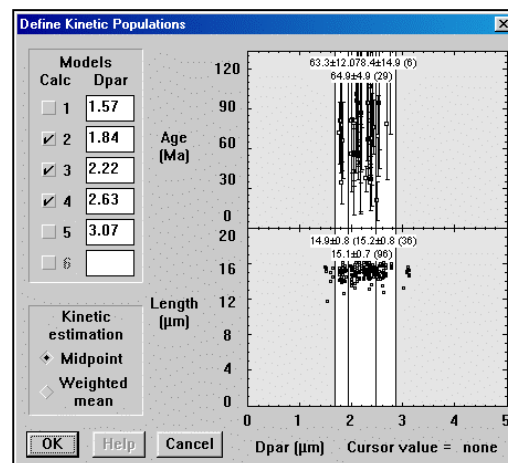 Define Kinetic Populations
Models
Calc Dpar
1 1.57
2 1.84
3 2.22
4 2.63
5 3.07
6
Kinetic
estimation
Midpoint
Weighted
mean
OK Help Cancel
Age
(Ma)
120
90
60
30
0
63.3±12.078.4±14.9 (6)
64.9±4.9 (29)
Length
(µm)
20
16
12
8
4
0
14.9±0.8 (15.2±0.8 (36)
15.1±0.7 (96)
0 1 2 3 4 5
Dpar (µm) Cursor value = none